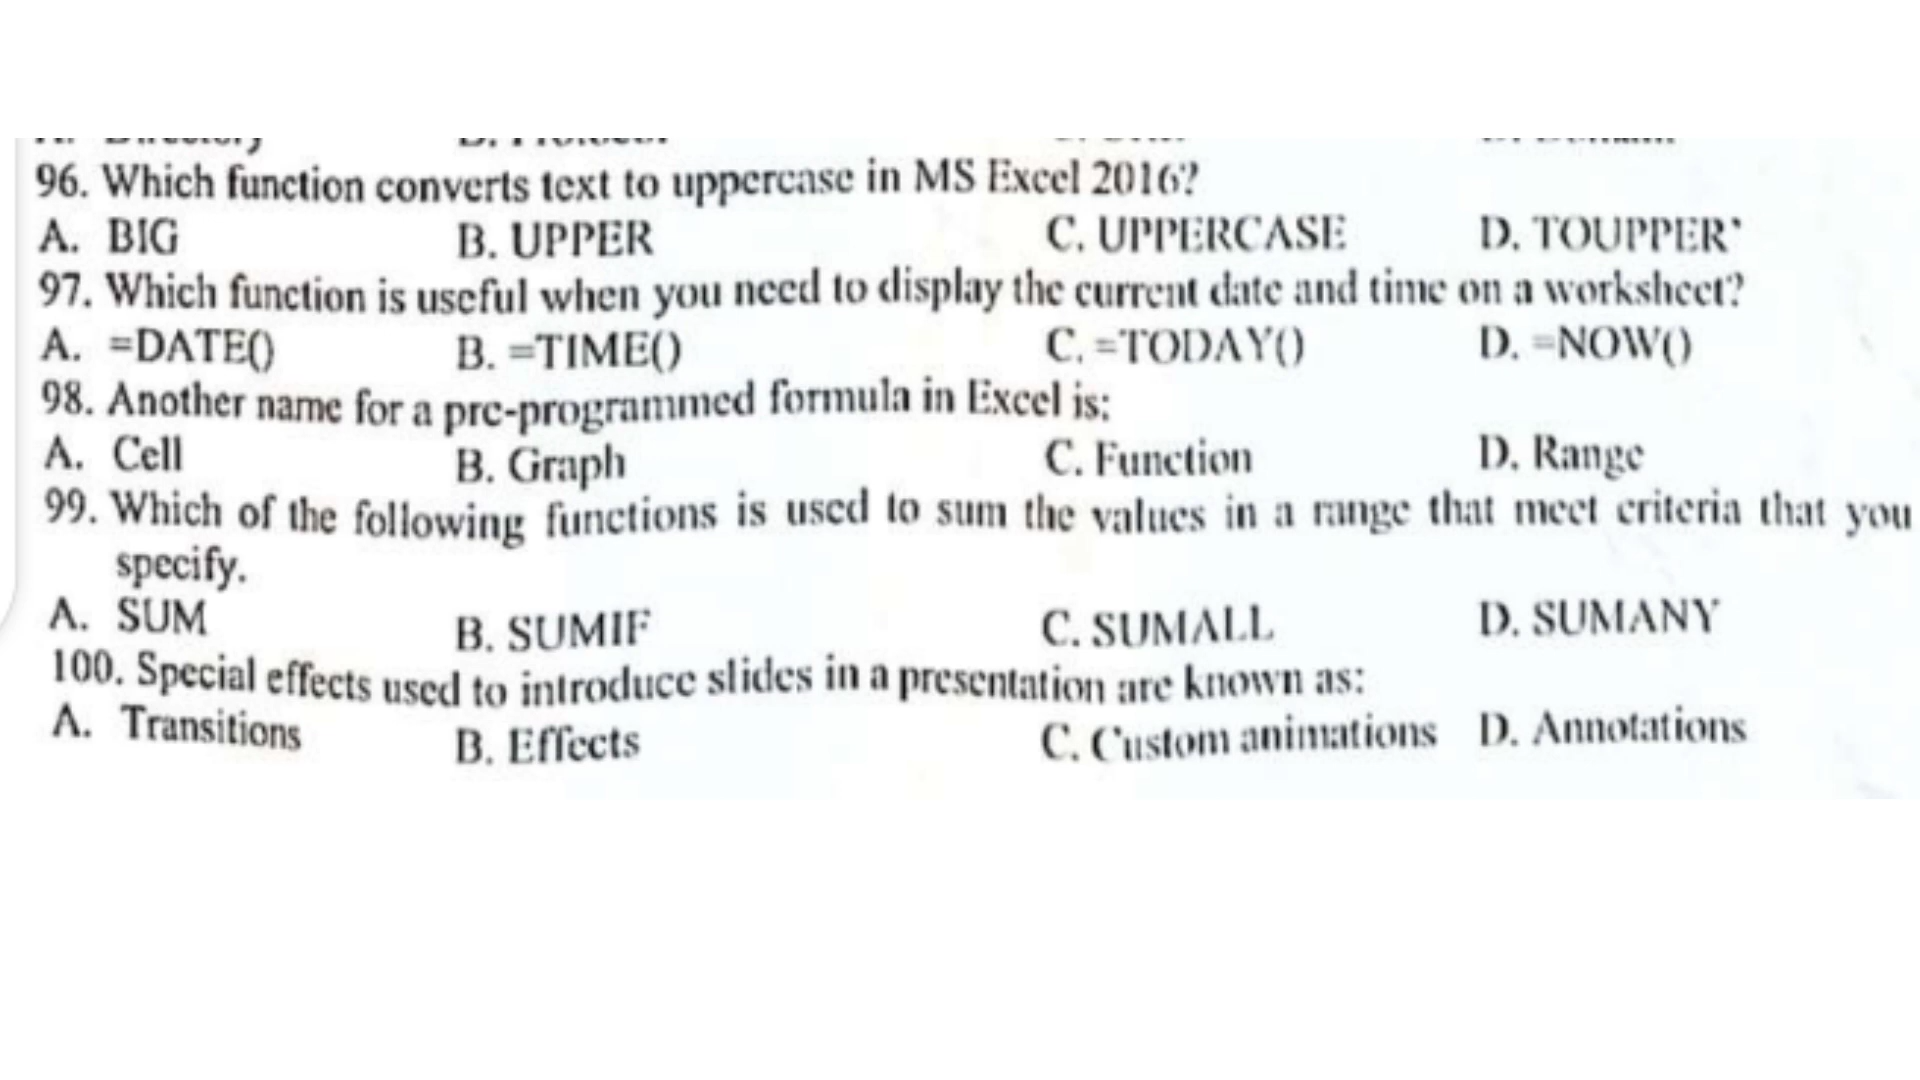 96. Which function converts text to uppercase in MS Excel 2016?
A. BIG B. UPPER C. UPPERCASE D. TOUPPER
97. Which function is useful when you need to display the current date and time on a worksheet?
A. =DATE() B. =TIME() C. =TODAY() D. =NOW()
98. Another name for a pre-programmed formula in Excel is:
A. Cell B. Graph C. Function D. Range
99. Which of the following functions is used to sum the values in a range that meet criteria that you
specify.
A. SUM B. SUMIF C. SUMALL D. SUMANY
100. Special effects used to introduce slides in a presentation are known as:
A. Transitions B. Effects C. Custom animations D. Annotations